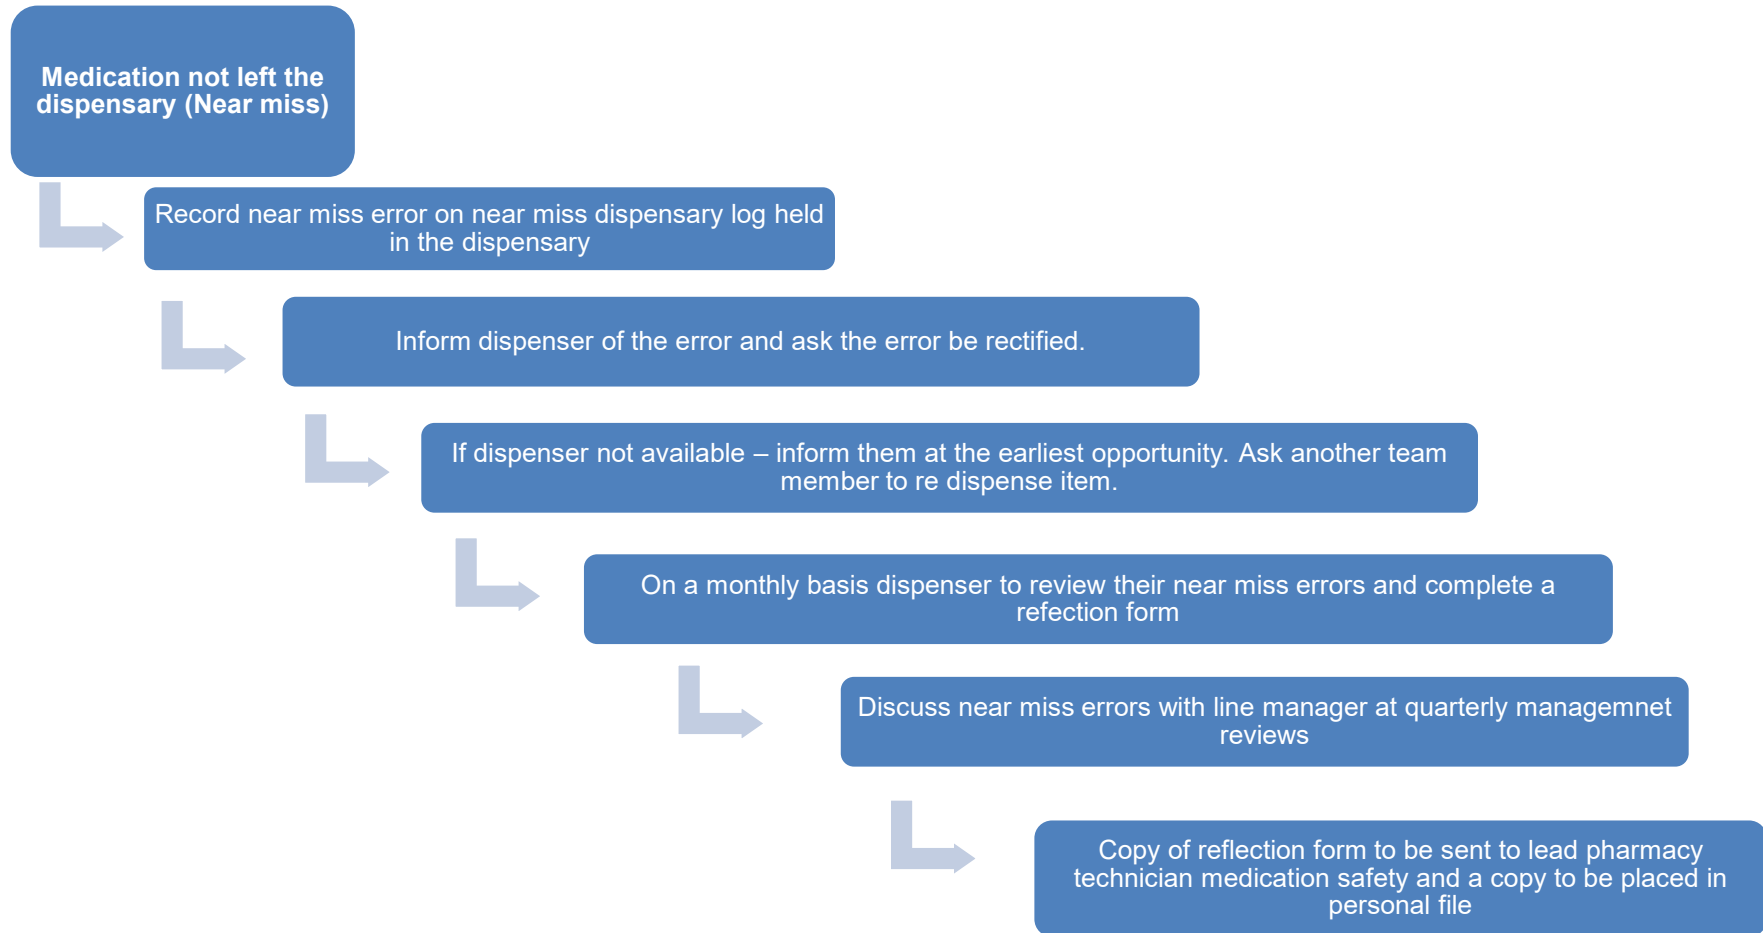 Medication not left the
dispensary (Near miss)
Record near miss error on near miss dispensary log held
in the dispensary
Inform dispenser of the error and ask the error be rectified.
If dispenser not available – inform them at the earliest opportunity. Ask another team
member to re dispense item.
On a monthly basis dispenser to review their near miss errors and complete a
refection form
Discuss near miss errors with line manager at quarterly managemnet
reviews
Copy of reflection form to be sent to lead pharmacy
technician medication safety and a copy to be placed in
personal file